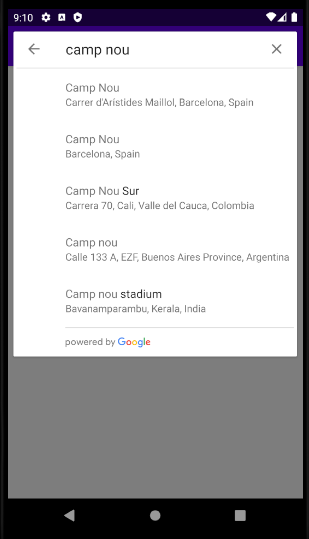 9:10
camp nou
Camp Nou
Carrer d'Arístides Maillol, Barcelona, Spain
Camp Nou
Barcelona, Spain
Camp Nou Sur
Carrera 70, Cali, Valle del Cauca, Colombia
Camp nou
Calle 133 A, EZF, Buenos Aires Province, Argentina
Camp nou stadium
Bavanamparambu, Kerala, India
powered by Google